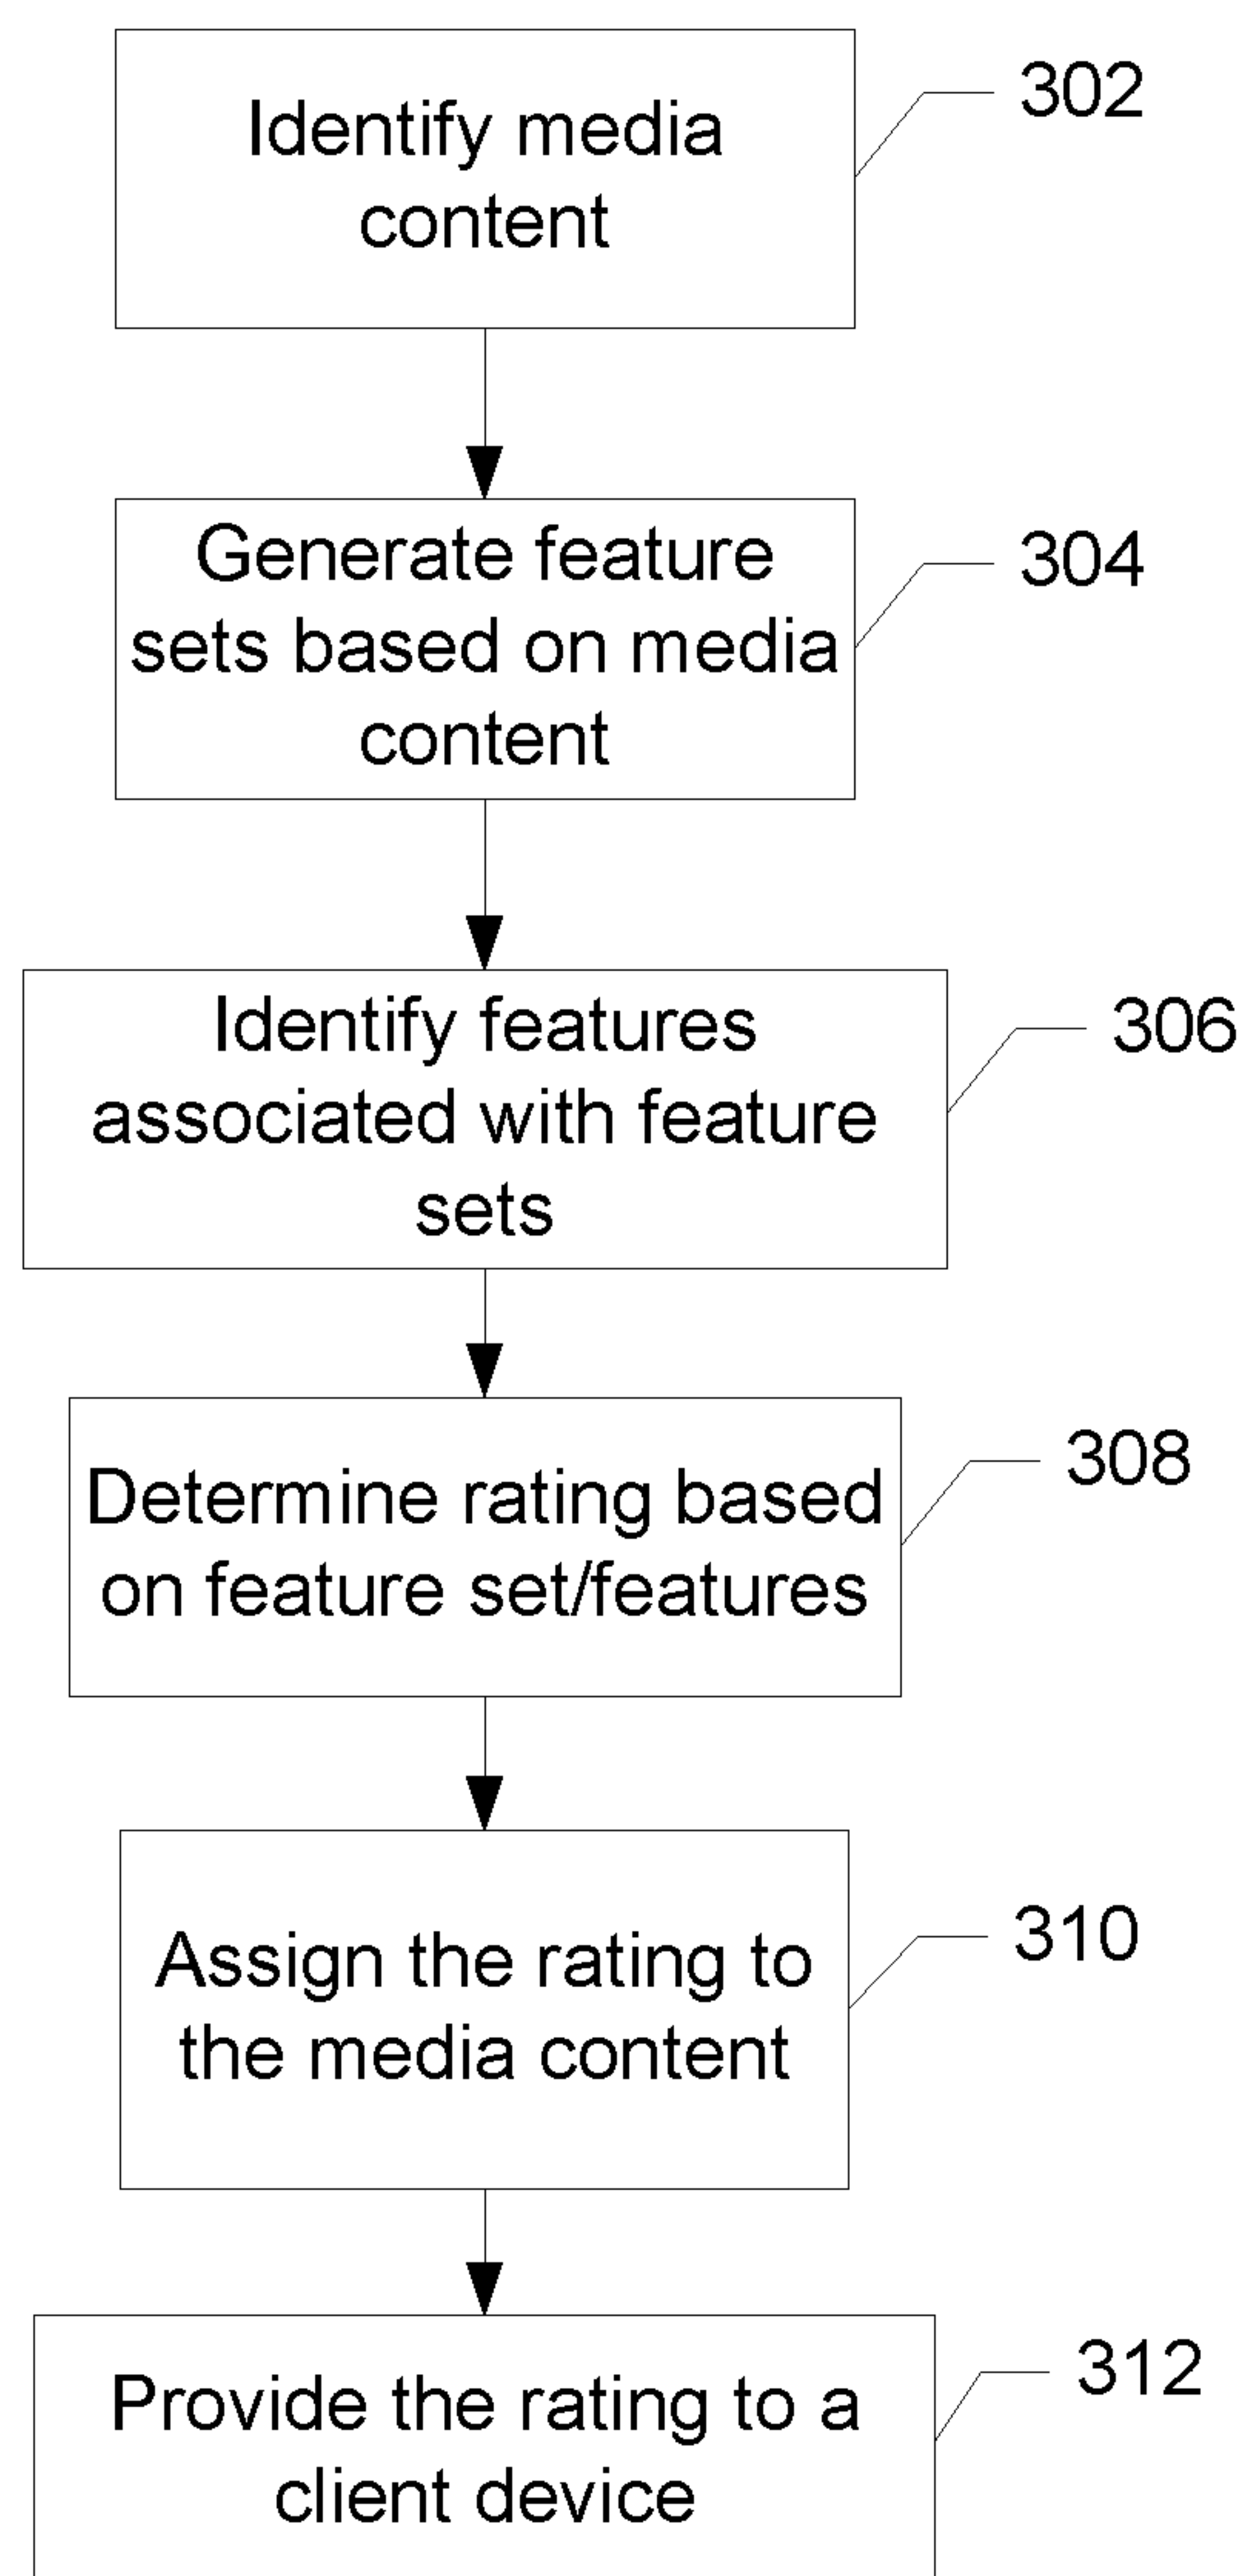 Identify media
content
302
Generate feature
sets based on media
content
304
Identify features
associated with feature
sets
306
Determine rating based
on feature set/features
308
Assign the rating to
the media content
310
Provide the rating to a
client device
312